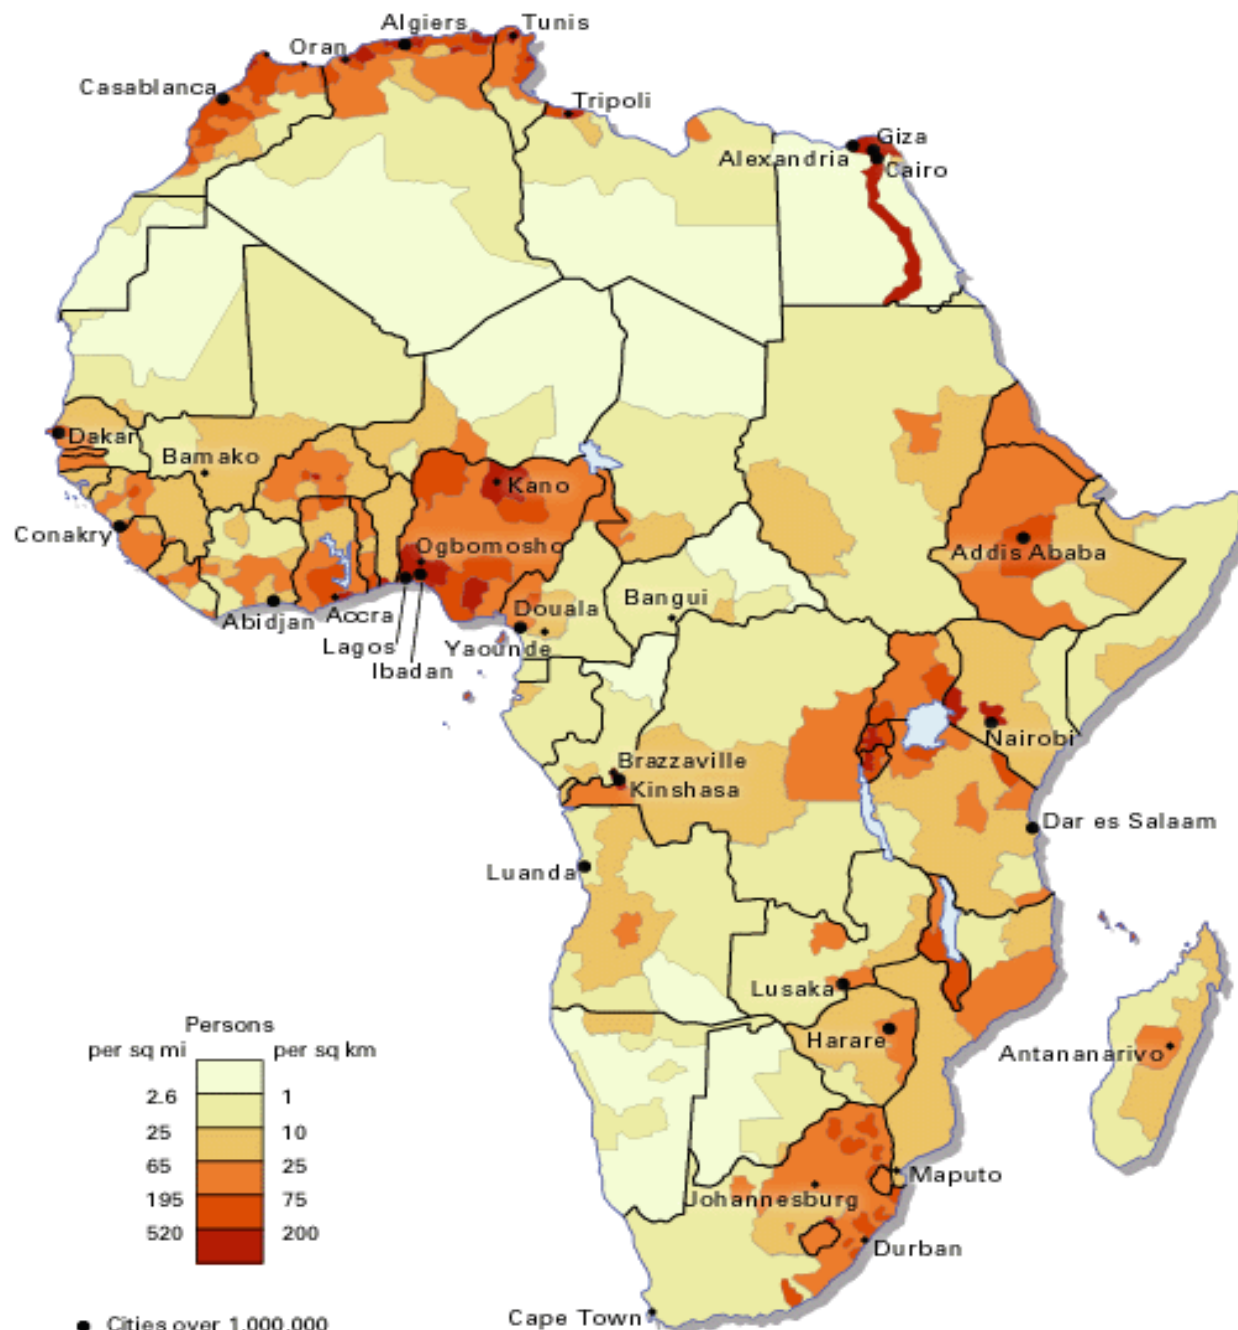 Algiers
Tunis
Oran
Casablanca
Tripoli
Giza
Alexandria
Cairo
Dakar
Bamako
Kano
Conakry
Ogbomosho
Addis Ababa
Abidjan
Accra
Douala
Bangui
Lagos
Yaounde
Ibadan
Nairobi
Brazzaville
Kinshasa
Dar es Salaam
Luanda
Lusaka
Harare
Antananarivo
Maputo
Johannesburg
Durban
Cape Town
Persons
per sq mi per sq km
2.6 1
25 10
65 25
195 75
520 200
Cities over 1,000,000